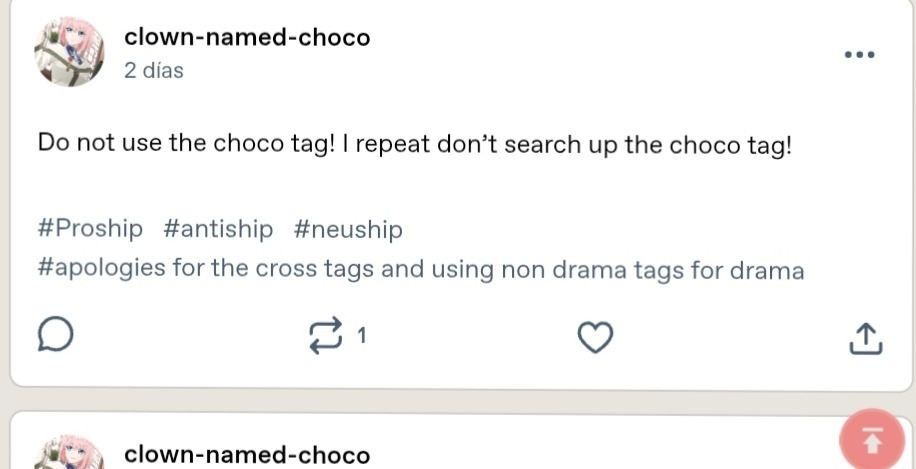 clown-named-choco
2 días
Do not use the choco tag! I repeat don’t search up the choco tag!
#Proship #antiship #neuship
#apologies for the cross tags and using non drama tags for drama
1
clown-named-choco